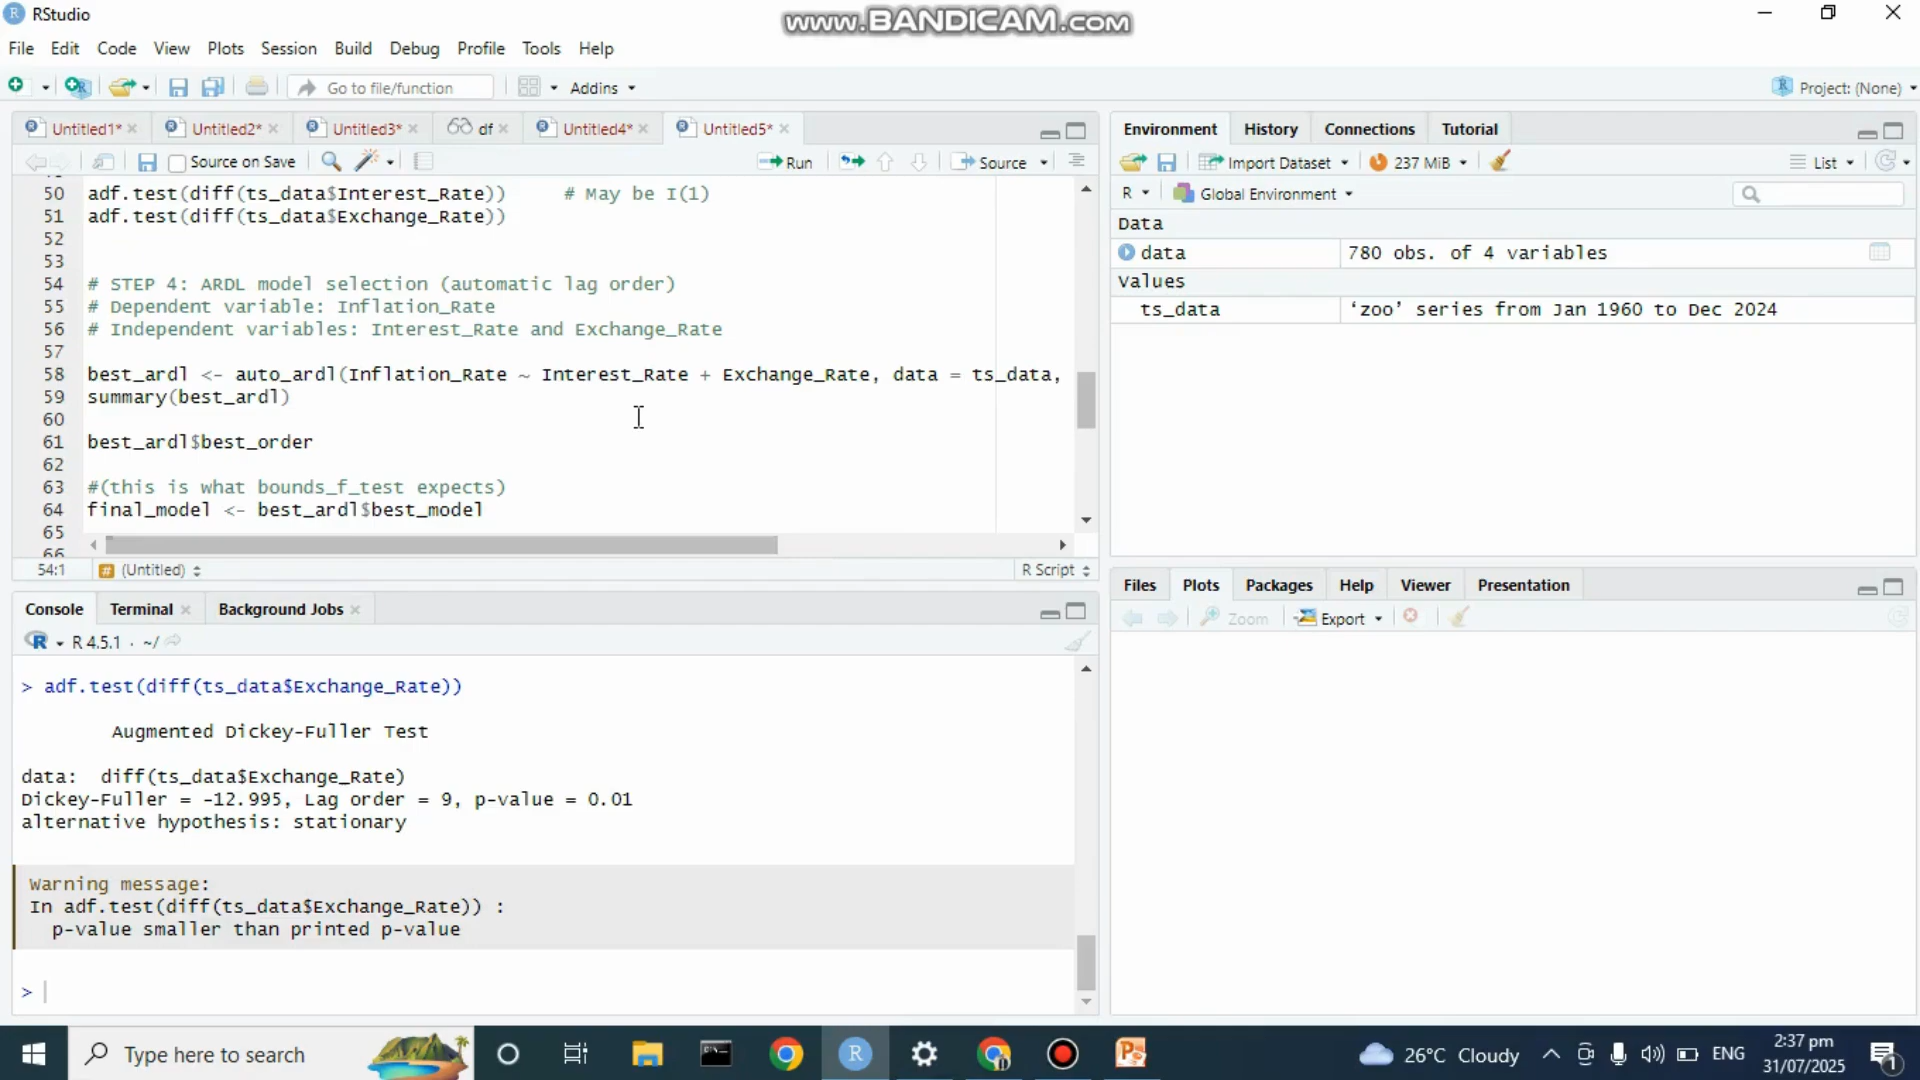 RStudio
www.BANDICAM.com
File Edit Code View Plots Session Build Debug Profile Tools Help
Go to file/function
Addins
Project: (None)
Untitled1* Untitled2* Untitled3* df Untitled4* Untitled5*
Source on Save
Run
Source
50 adf.test(diff(ts_data$Interest_Rate)) # May be I(1)
51 adf.test(diff(ts_data$Exchange_Rate))
52
53
54 # STEP 4: ARDL model selection (automatic lag order)
55 # Dependent variable: Inflation_Rate
56 # Independent variables: Interest_Rate and Exchange_Rate
57
58 best_ardl <- auto_ardl(Inflation_Rate ~ Interest_Rate + Exchange_Rate, data = ts_data,
59 summary(best_ardl)
60
61 best_ardl$best_order
62
63 #(this is what bounds_f_test expects)
64 final_model <- best_ardl$best_model
65
66
54:1 # (Untitled) R Script
Console Terminal Background Jobs
R 4.5.1 · ~/
> adf.test(diff(ts_data$Exchange_Rate))
Augmented Dickey-Fuller Test
data: diff(ts_data$Exchange_Rate)
Dickey-Fuller = -12.995, Lag order = 9, p-value = 0.01
alternative hypothesis: stationary
Warning message:
In adf.test(diff(ts_data$Exchange_Rate)) :
p-value smaller than printed p-value
>
Environment History Connections Tutorial
Import Dataset 237 MiB List
R Global Environment
Data
data 780 obs. of 4 variables
Values
ts_data ‘zoo’ series from Jan 1960 to Dec 2024
Files Plots Packages Help Viewer Presentation
Zoom Export
Type here to search
26°C Cloudy
ENG
2:37 pm
31/07/2025
1